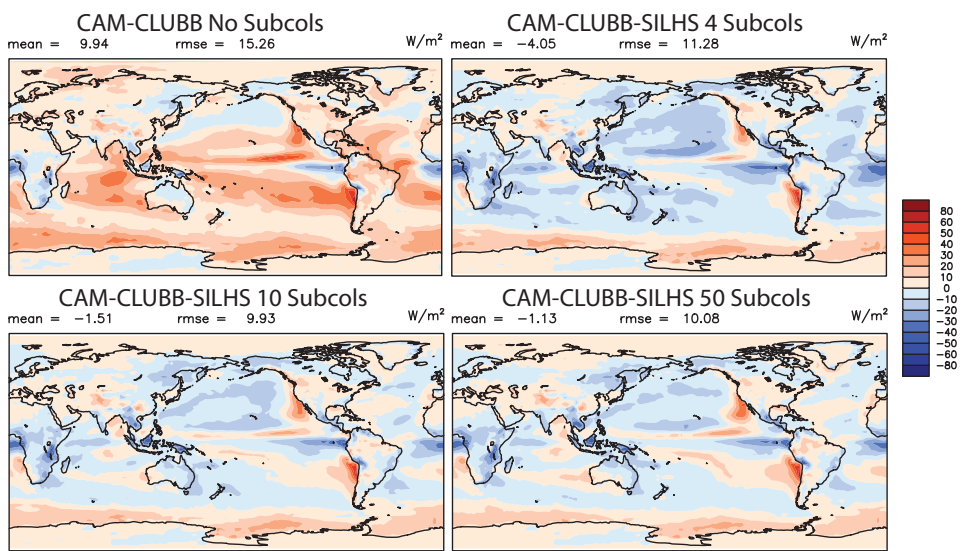 CAM-CLUBB No Subcols
mean = 9.94 rmse = 15.26 W/m²
CAM-CLUBB-SILHS 4 Subcols
mean = -4.05 rmse = 11.28 W/m²
80
60
50
40
30
20
10
0
-10
-20
-30
-40
-50
-60
-80
CAM-CLUBB-SILHS 10 Subcols
mean = -1.51 rmse = 9.93 W/m²
CAM-CLUBB-SILHS 50 Subcols
mean = -1.13 rmse = 10.08 W/m²